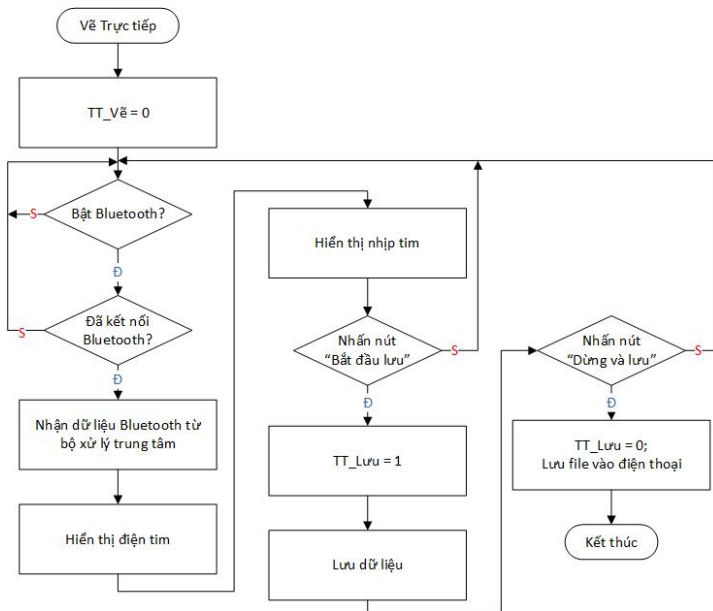 Vẽ Trực tiếp
TT_Vẽ = 0
Bật Bluetooth?
S
Đ
Đã kết nối
Bluetooth?
S
Đ
Nhận dữ liệu Bluetooth từ
bộ xử lý trung tâm
Hiển thị điện tim
Hiển thị nhịp tim
Nhấn nút
“Bắt đầu lưu”
S
Đ
TT_Lưu = 1
Lưu dữ liệu
Nhấn nút
“Dừng và lưu”
S
Đ
TT_Lưu = 0;
Lưu file vào điện thoại
Kết thúc